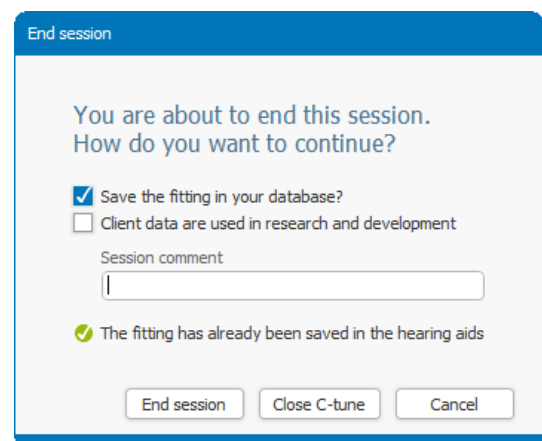 End session
You are about to end this session.
How do you want to continue?
Save the fitting in your database?
Client data are used in research and development
Session comment
The fitting has already been saved in the hearing aids
End session
Close C-tune
Cancel